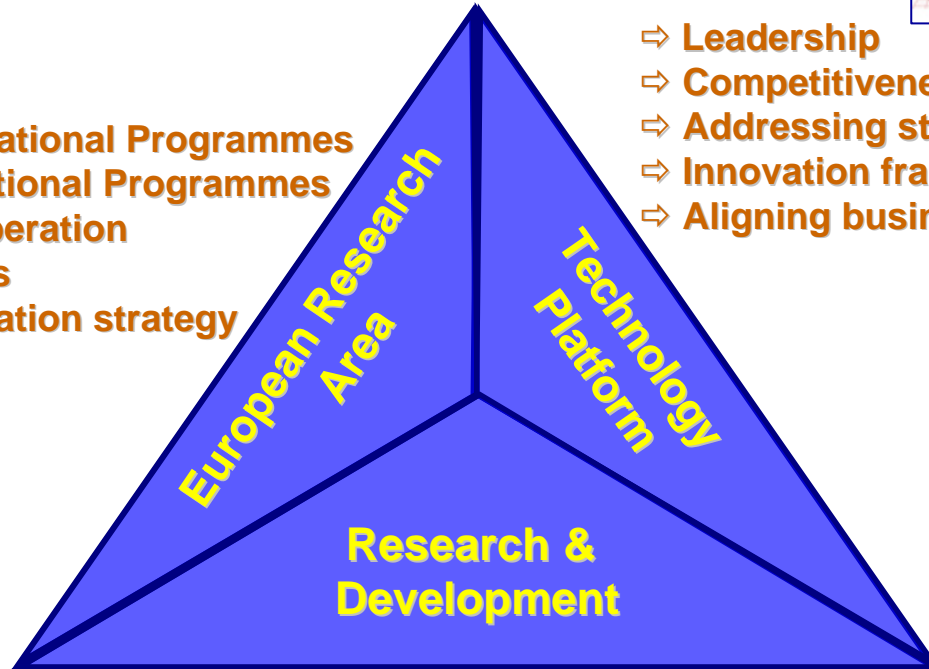 ⇨ Leadership
⇨ Competitivene
⇨ Addressing st
⇨ Innovation fra
⇨ Aligning busin
ational Programmes
tional Programmes
peration
s
ation strategy
European Research
Area
Technology
Platform
Research &
Development